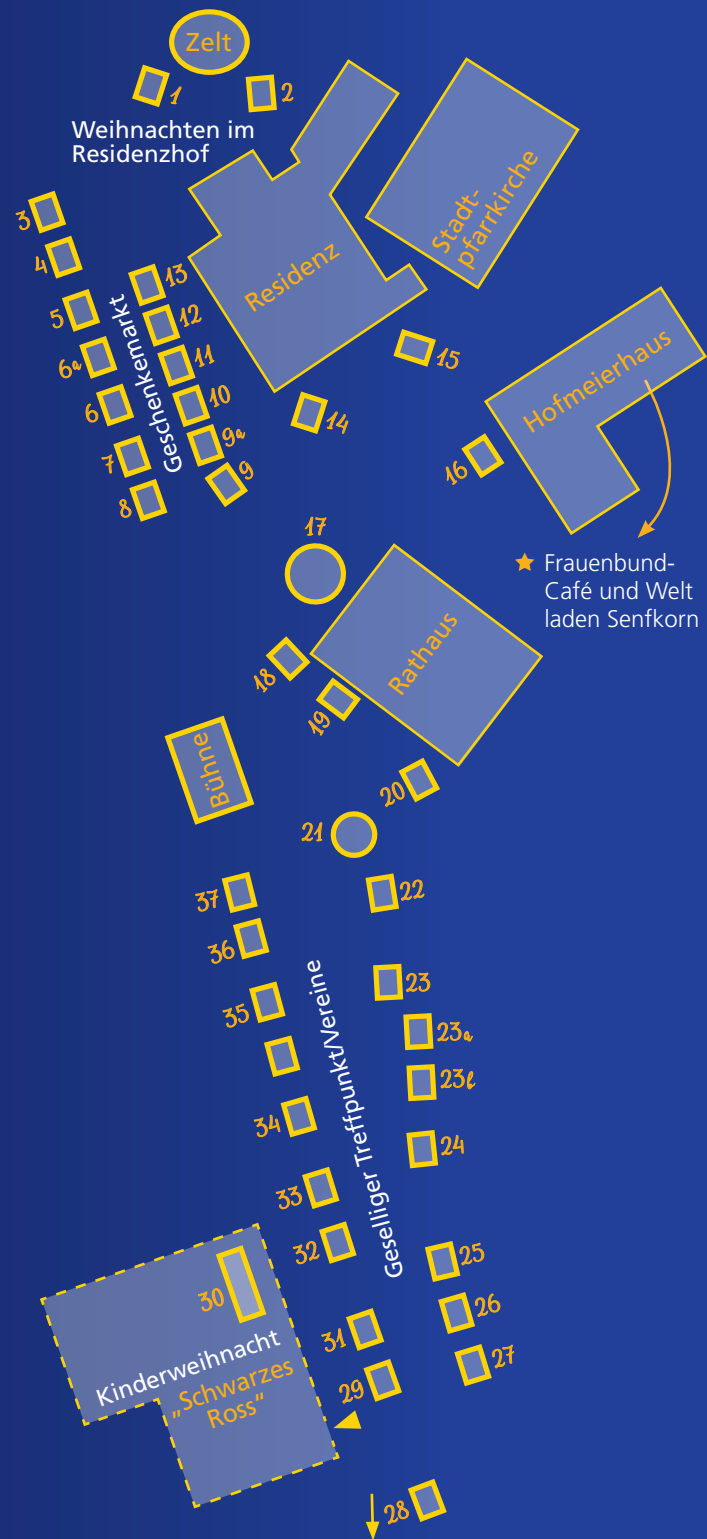 Zelt
1
2
Weihnachten im
Residenzhof
Stadt-
pfarrkirche
Residenz
3
4
5
6a
6
7
8
Geschenkemarkt
13
12
11
10
9a
9
14
15
Hofmeierhaus
16
17
★ Frauenbund-
Café und Welt
laden Senfkorn
Rathaus
18
19
Bühne
20
21
37
22
36
23
35
23a
23b
34
24
Geselliger Treffpunkt/Vereine
33
32
25
30
26
31
27
Kinderweihnacht
„Schwarzes
Ross“
29
28